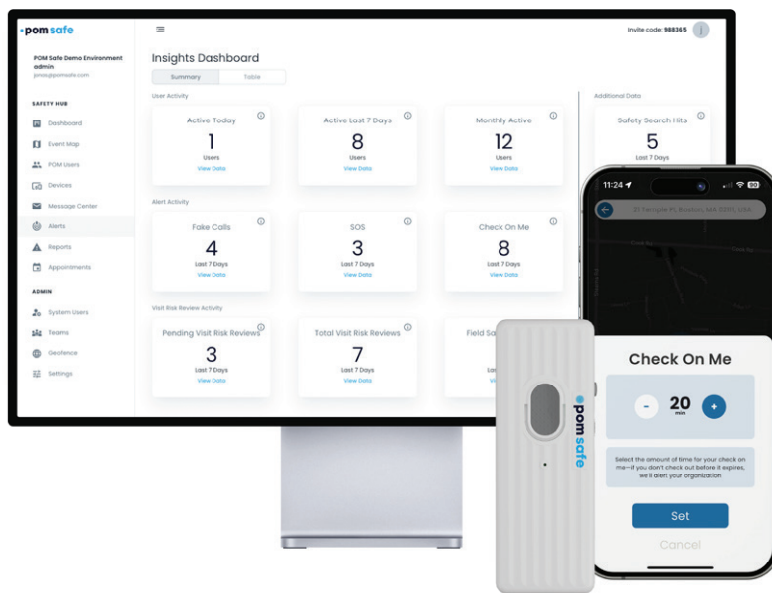 pom safe
Invite code: 988365
j
POM Safe Demo Environment
admin
jonas@pomsafe.com
SAFETY HUB
Dashboard
Event Map
POM Users
Devices
Message Center
Alerts
Reports
Appointments
ADMIN
System Users
Teams
Geofence
Settings
Insights Dashboard
Summary
Table
User Activity
Active Today
1
Users
View Data
Active Last 7 Days
8
Users
View Data
Monthly Active
12
Users
View Data
Additional Data
Safety Search Hits
5
Last 7 Days
Alert Activity
Fake Calls
4
Last 7 Days
View Data
SOS
3
Last 7 Days
View Data
Check On Me
8
Last 7 Days
View Data
Visit Risk Review Activity
Pending Visit Risk Reviews
3
Last 7 Days
View Data
Total Visit Risk Reviews
7
Last 7 Days
View Data
Field
pom safe
11:24
90
Check On Me
-
20
min
+
Select the amount of time for your check on
me—if you don't check out before it expires,
we'll alert your organization
Set
Cancel